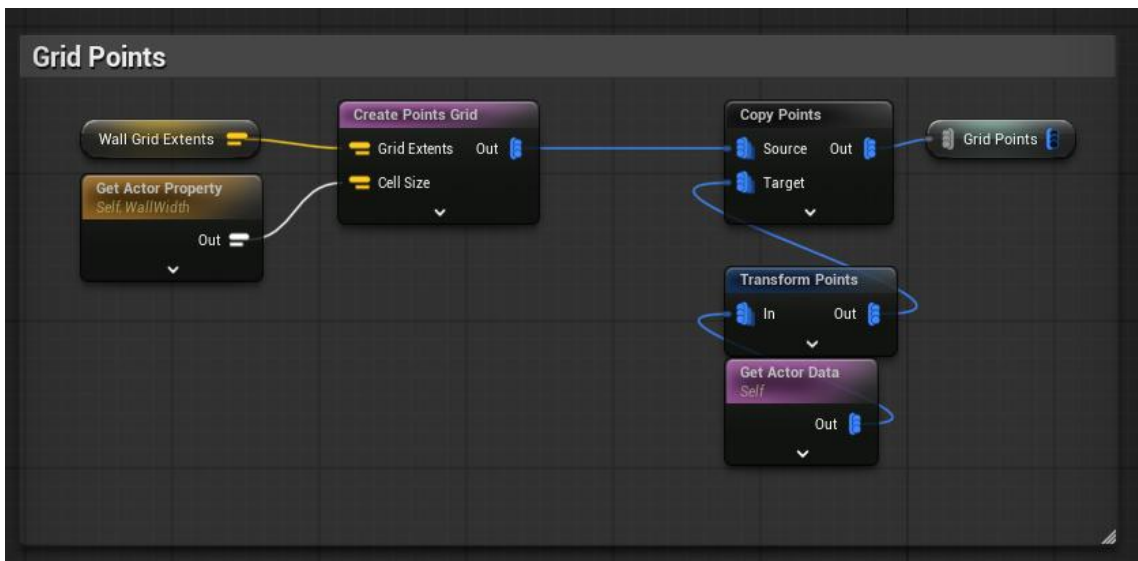 Grid Points
Wall Grid Extents
Get Actor Property
Self.WallWidth
Out
Create Points Grid
Grid Extents Out
Cell Size
Copy Points
Source Out
Target
Grid Points
Transform Points
In Out
Get Actor Data
Self
Out